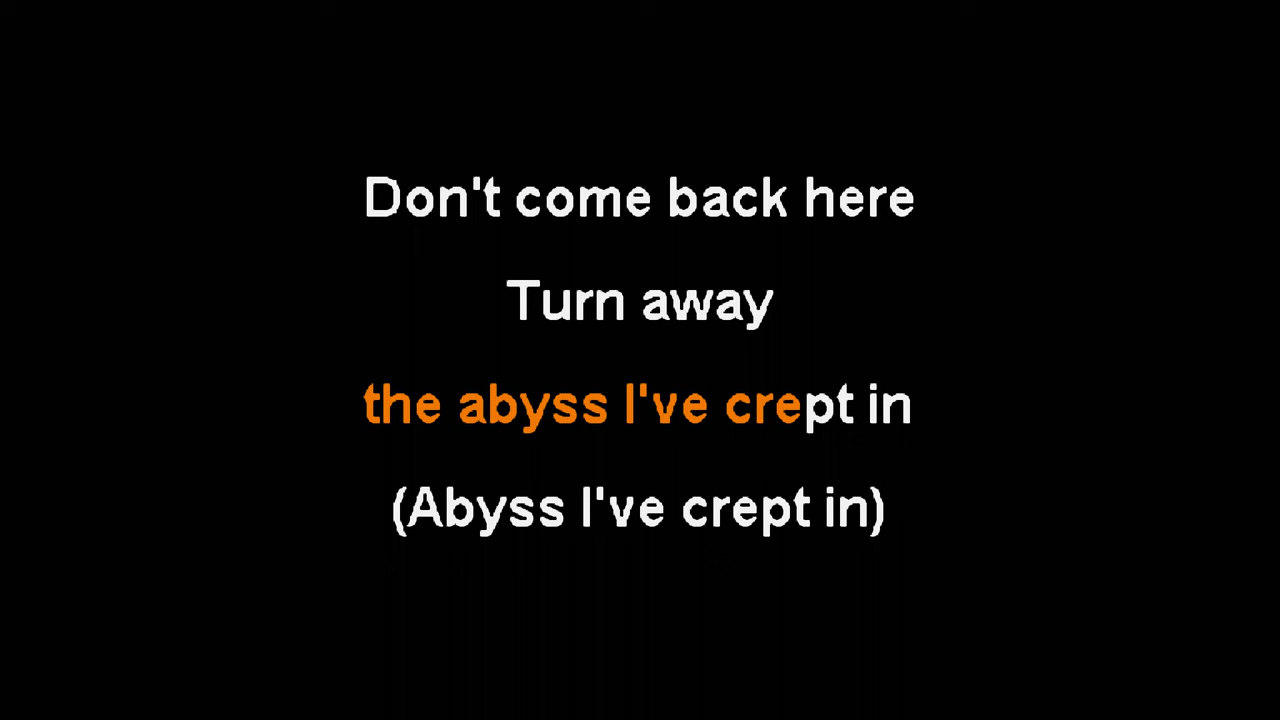 Don't come back here
Turn away
the abyss I've crept in
(Abyss I've crept in)